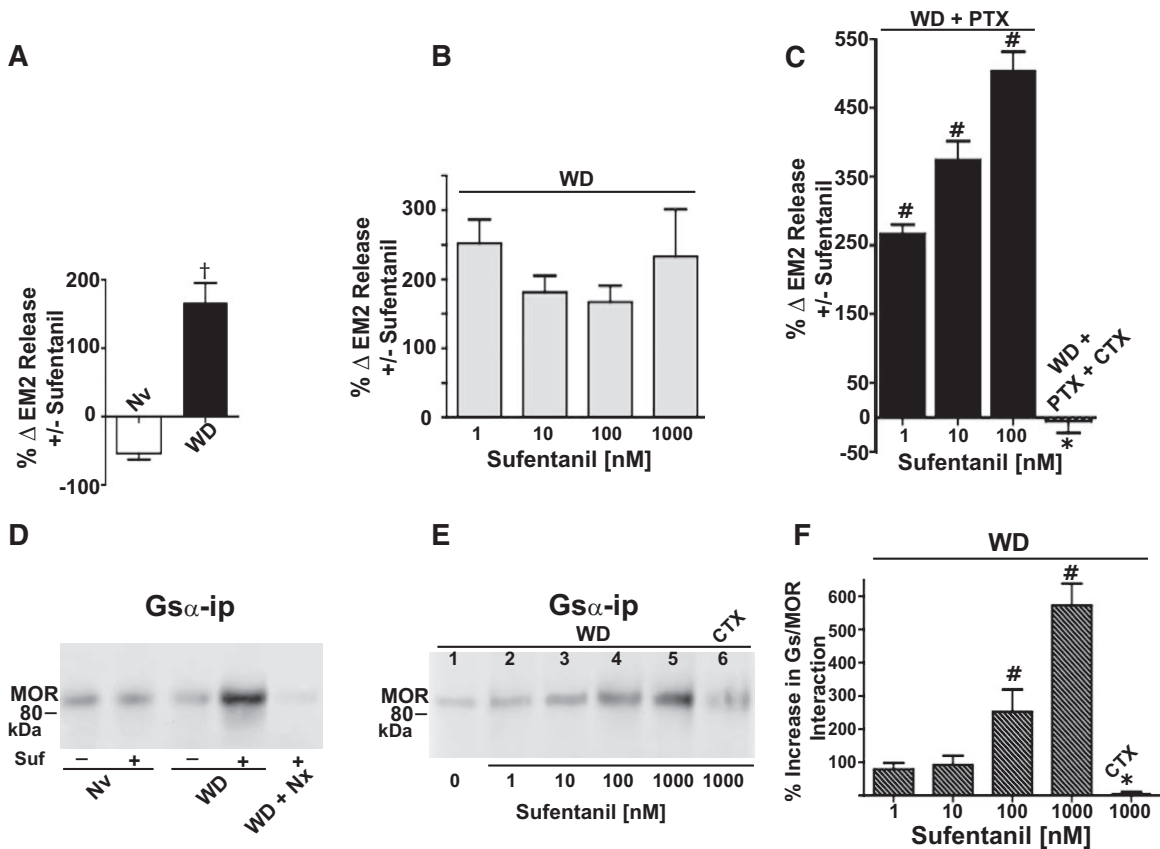 A
% Δ EM2 Release
+/- Sufentanil
200
100
0
-100
Nv
†
WD
B
WD
% Δ EM2 Release
+/- Sufentanil
300
200
100
0
1 10 100 1000
Sufentanil [nM]
C
WD + PTX
% Δ EM2 Release
+/- Sufentanil
550
450
350
250
150
50
0
-50
#
#
#
WD +
PTX + CTX
*
1 10 100
Sufentanil [nM]
D
Gsα-ip
MOR
80–
kDa
Suf – + – + +
Nv WD WD + Nx
E
Gsα-ip
WD CTX
1 2 3 4 5 6
MOR
80–
kDa
0 1 10 100 1000 1000
Sufentanil [nM]
F
WD
% Increase in Gs/MOR
Interaction
600
500
400
300
200
100
#
#
CTX
*
1 10 100 1000 1000
Sufentanil [nM]